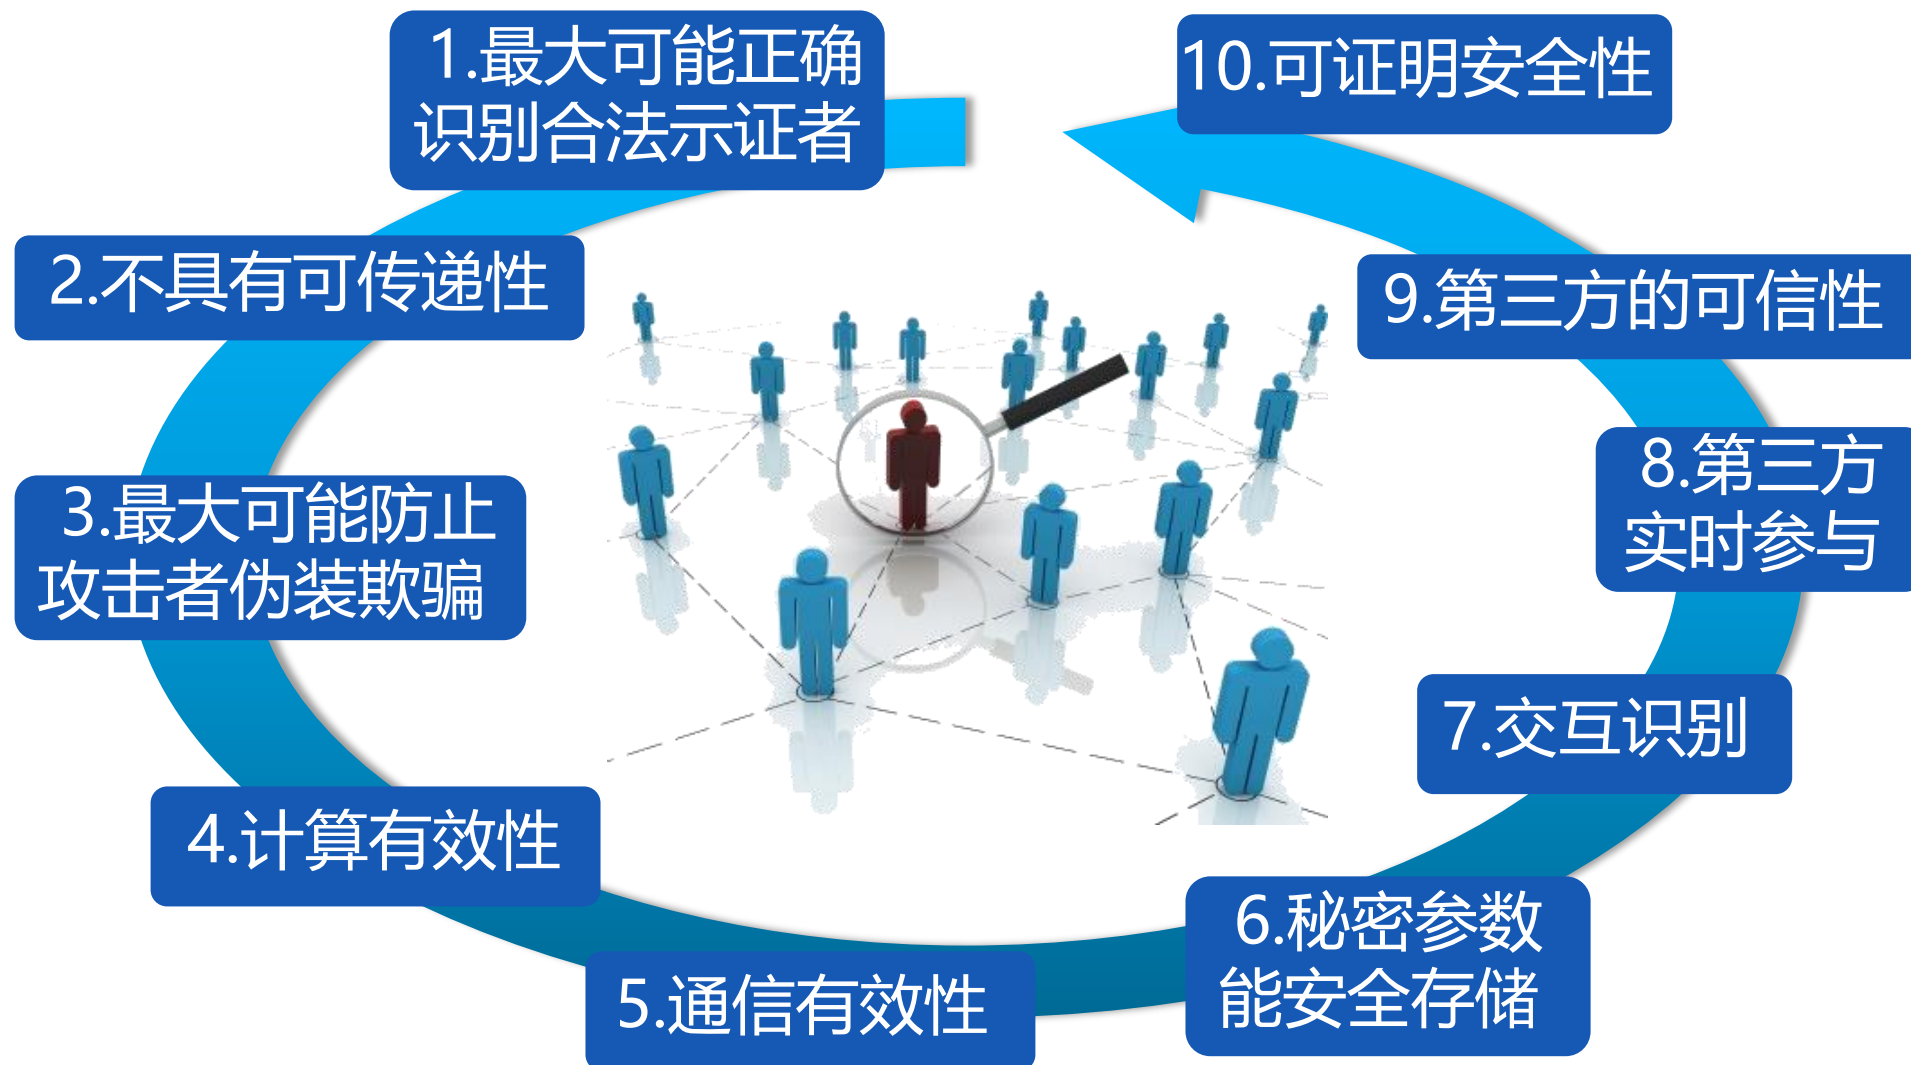 1.最大可能正确
识别合法示证者
2.不具有可传递性
3.最大可能防止
攻击者伪装欺骗
4.计算有效性
5.通信有效性
6.秘密参数
能安全存储
7.交互识别
8.第三方
实时参与
9.第三方的可信性
10.可证明安全性